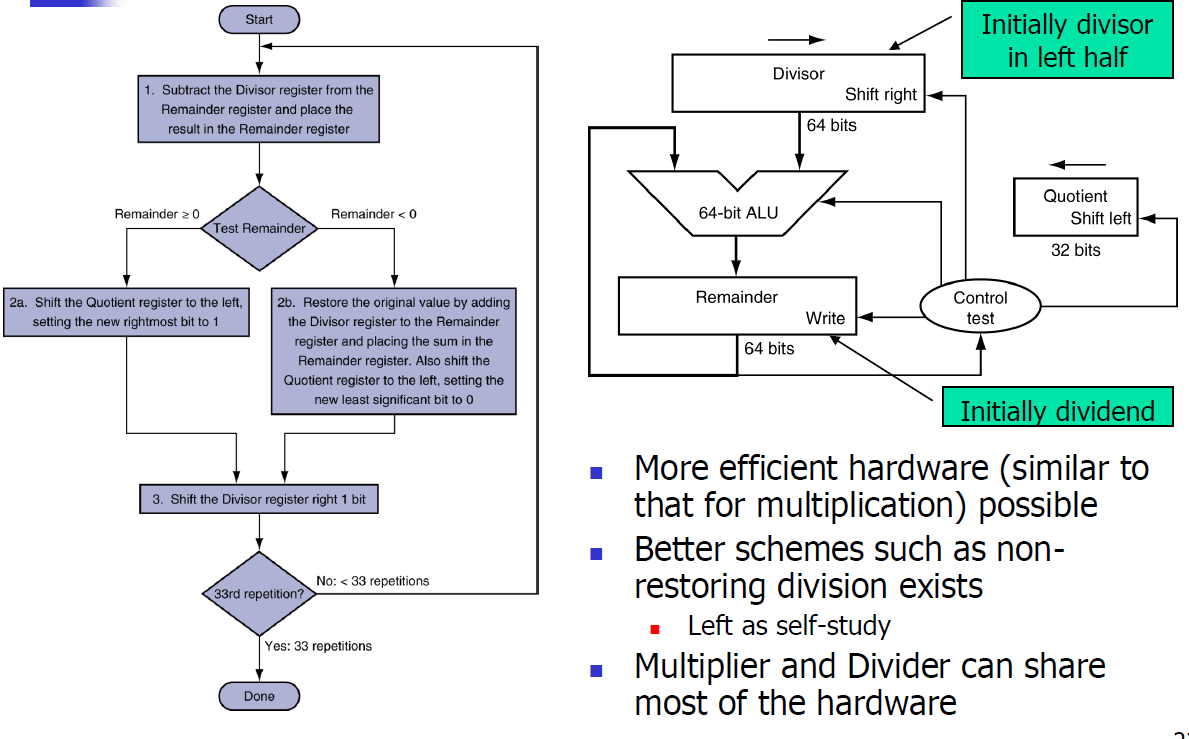 Start
1. Subtract the Divisor register from the
Remainder register and place the
result in the Remainder register
Remainder ≥ 0
Remainder < 0
Test Remainder
2a. Shift the Quotient register to the left,
setting the new rightmost bit to 1
2b. Restore the original value by adding
the Divisor register to the Remainder
register and placing the sum in the
Remainder register. Also shift the
Quotient register to the left, setting the
new least significant bit to 0
3. Shift the Divisor register right 1 bit
33rd repetition?
No: < 33 repetitions
Yes: 33 repetitions
Done
Initially divisor
in left half
Divisor
Shift right
64 bits
64-bit ALU
Quotient
Shift left
32 bits
Remainder
Write
64 bits
Control
test
Initially dividend
More efficient hardware (similar to
that for multiplication) possible
Better schemes such as non-
restoring division exists
Left as self-study
Multiplier and Divider can share
most of the hardware